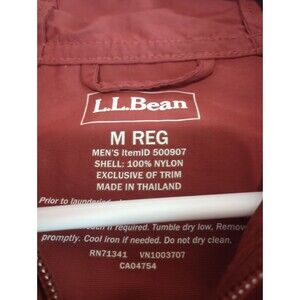 L.L.Bean
M REG
MEN'S ItemID 500907
SHELL: 100% NYLON
EXCLUSIVE OF TRIM
MADE IN THAILAND
Prior to
if required. Tumble dry low, Remove
promptly. Cool iron if needed. Do not dry clean.
RN71341 VN1003707
CA04754